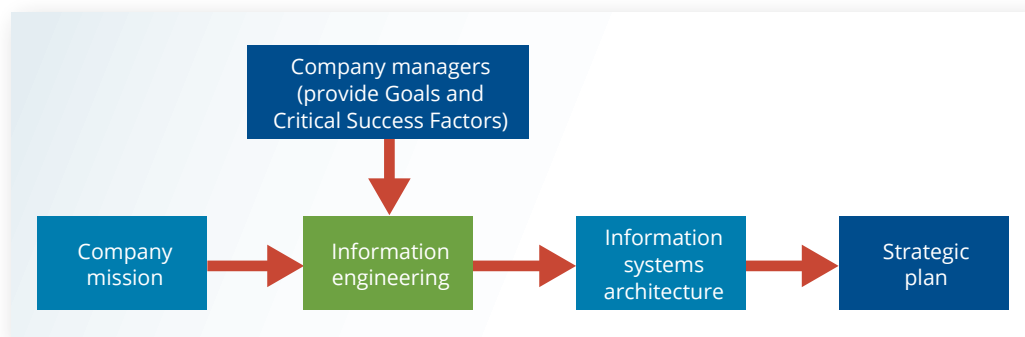 Company managers
(provide Goals and
Critical Success Factors)
Company
mission
Information
engineering
Information
systems
architecture
Strategic
plan